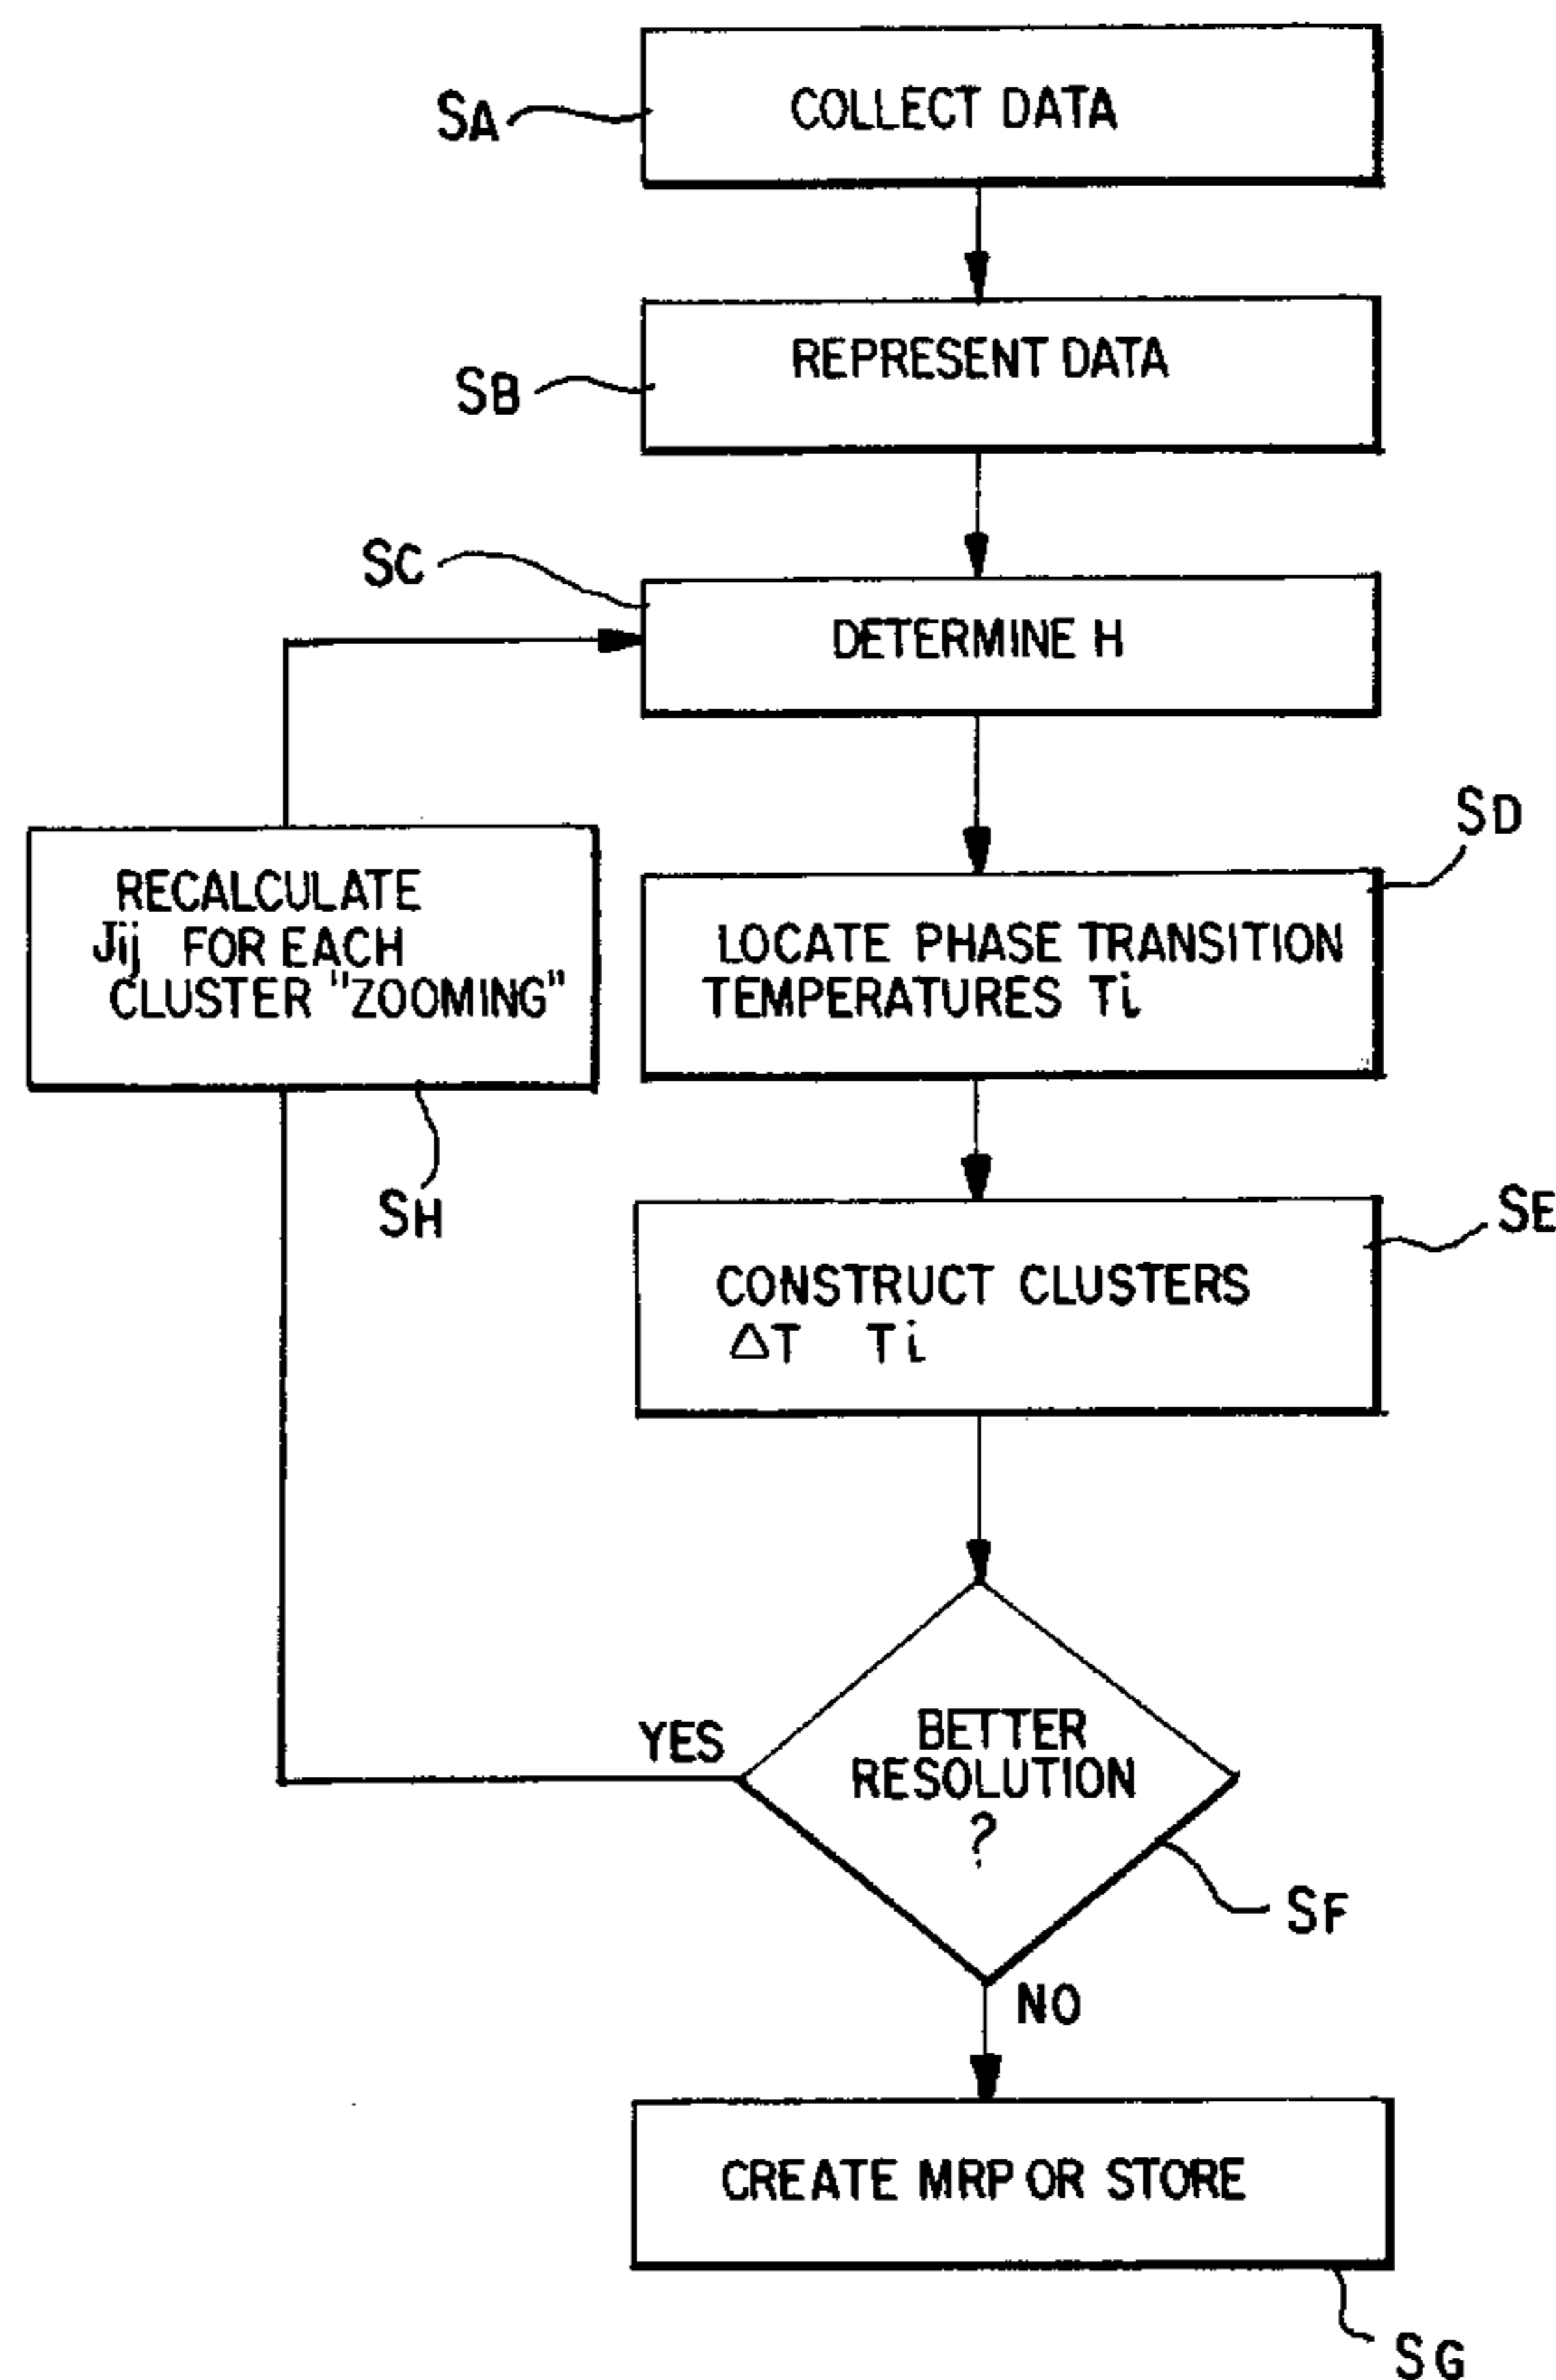 SA
COLLECT DATA
SB
REPRESENT DATA
SC
DETERMINE H
SD
RECALCULATE
Jij FOR EACH
CLUSTER "ZOOMING"
LOCATE PHASE TRANSITION
TEMPERATURES Ti
SH
SE
CONSTRUCT CLUSTERS
ΔT Ti
YES
BETTER
RESOLUTION
?
SF
NO
CREATE MRP OR STORE
SG